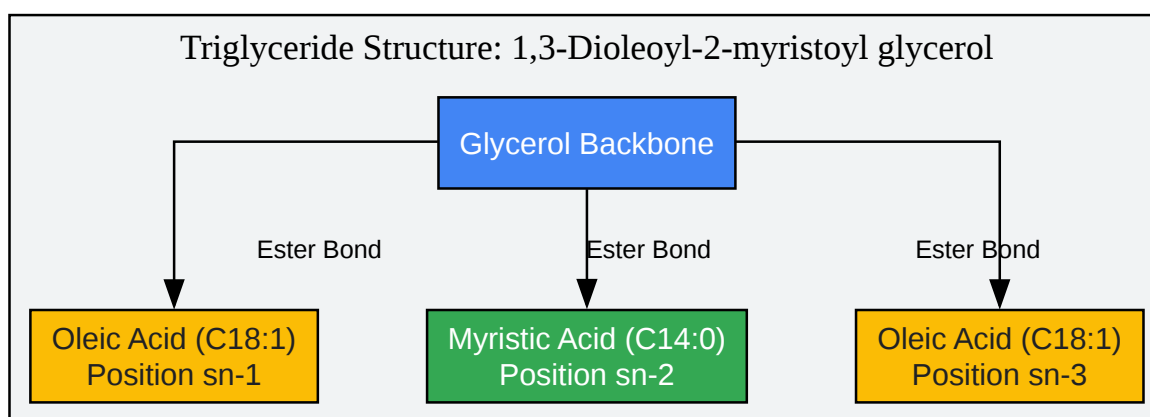 Triglyceride Structure: 1,3-Dioleoyl-2-myristoyl glycerol
Glycerol Backbone
Ester Bond
Ester Bond
Ester Bond
Oleic Acid (C18:1)
Position sn-1
Myristic Acid (C14:0)
Position sn-2
Oleic Acid (C18:1)
Position sn-3